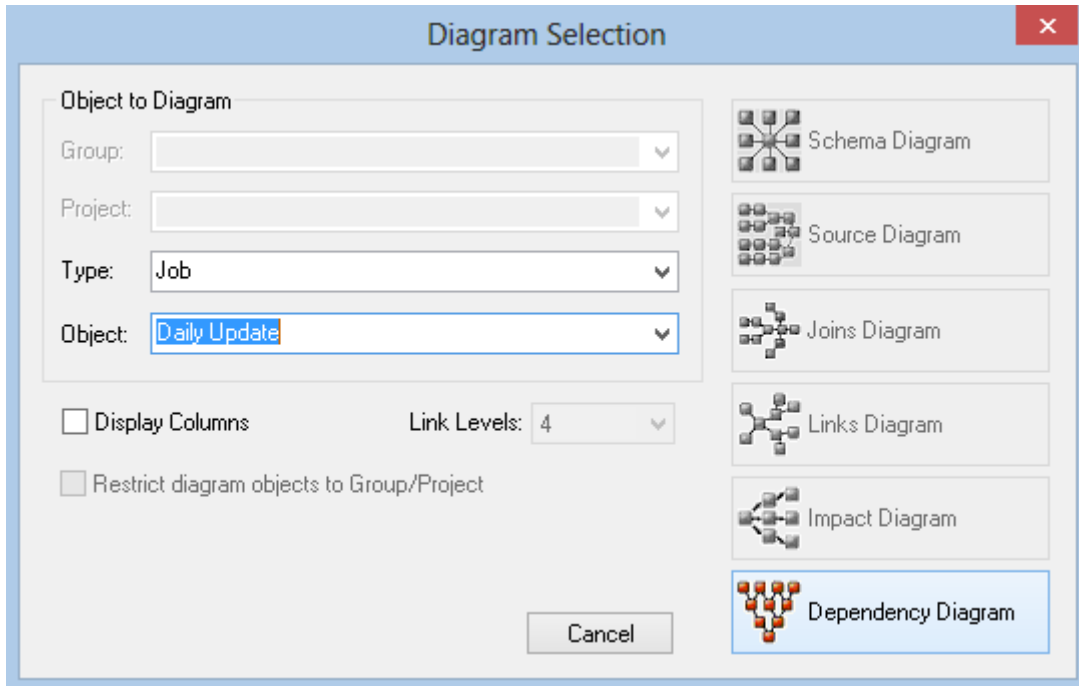 Diagram Selection
Object to Diagram
Group:
Project:
Type: Job
Object: Daily Update
Display Columns Link Levels: 4
Restrict diagram objects to Group/Project
Cancel
Schema Diagram
Source Diagram
Joins Diagram
Links Diagram
Impact Diagram
Dependency Diagram